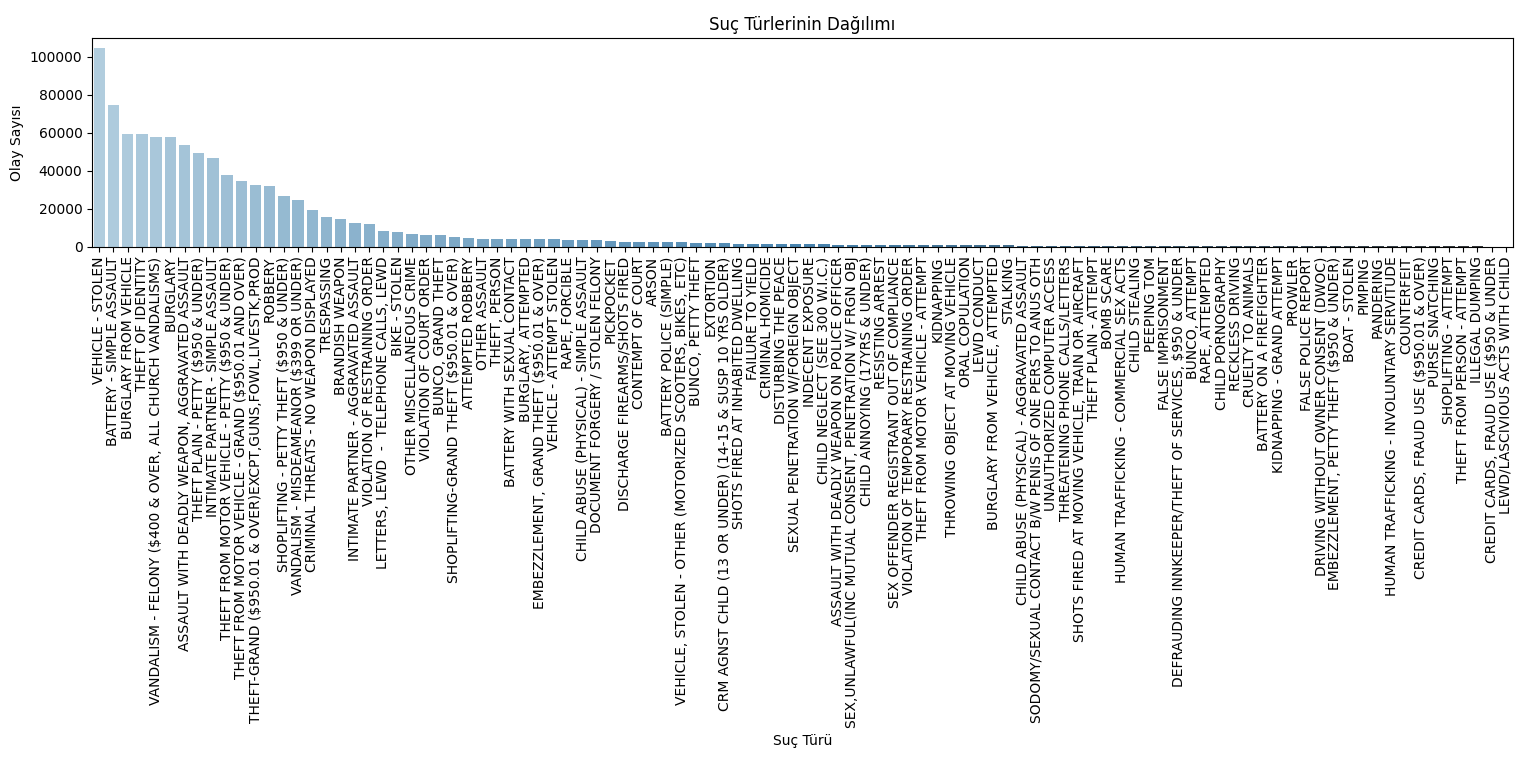 Suç Türlerinin Dağılımı
Olay Sayısı
100000
80000
60000
40000
20000
0
VEHICLE - STOLEN
BATTERY - SIMPLE ASSAULT
BURGLARY FROM VEHICLE
THEFT OF IDENTITY
VANDALISM - FELONY ($400 & OVER, ALL CHURCH VANDALISMS)
BURGLARY
ASSAULT WITH DEADLY WEAPON, AGGRAVATED ASSAULT
THEFT PLAIN - PETTY ($950 & UNDER)
INTIMATE PARTNER - SIMPLE ASSAULT
THEFT FROM MOTOR VEHICLE - PETTY ($950 & UNDER)
THEFT FROM MOTOR VEHICLE - GRAND ($950.01 AND OVER)
THEFT-GRAND ($950.01 & OVER)EXCPT,GUNS,FOWL,LIVESTK,PROD
ROBBERY
SHOPLIFTING - PETTY THEFT ($950 & UNDER)
VANDALISM - MISDEAMEANOR ($399 OR UNDER)
CRIMINAL THREATS - NO WEAPON DISPLAYED
TRESPASSING
BRANDISH WEAPON
INTIMATE PARTNER - AGGRAVATED ASSAULT
VIOLATION OF RESTRAINING ORDER
LETTERS, LEWD  -  TELEPHONE CALLS, LEWD
BIKE - STOLEN
OTHER MISCELLANEOUS CRIME
VIOLATION OF COURT ORDER
BUNCO, GRAND THEFT
SHOPLIFTING-GRAND THEFT ($950.01 & OVER)
ATTEMPTED ROBBERY
OTHER ASSAULT
THEFT, PERSON
BATTERY WITH SEXUAL CONTACT
BURGLARY, ATTEMPTED
EMBEZZLEMENT, GRAND THEFT ($950.01 & OVER)
VEHICLE - ATTEMPT STOLEN
RAPE, FORCIBLE
CHILD ABUSE (PHYSICAL) - SIMPLE ASSAULT
DOCUMENT FORGERY / STOLEN FELONY
PICKPOCKET
DISCHARGE FIREARMS/SHOTS FIRED
CONTEMPT OF COURT
ARSON
BATTERY POLICE (SIMPLE)
VEHICLE, STOLEN - OTHER (MOTORIZED SCOOTERS, BIKES, ETC)
BUNCO, PETTY THEFT
EXTORTION
CRM AGNST CHLD (13 OR UNDER) (14-15 & SUSP 10 YRS OLDER)
SHOTS FIRED AT INHABITED DWELLING
FAILURE TO YIELD
CRIMINAL HOMICIDE
DISTURBING THE PEACE
SEXUAL PENETRATION W/FOREIGN OBJECT
INDECENT EXPOSURE
CHILD NEGLECT (SEE 300 W.I.C.)
ASSAULT WITH DEADLY WEAPON ON POLICE OFFICER
SEX,UNLAWFUL(INC MUTUAL CONSENT, PENETRATION W/ FRGN OBJ
CHILD ANNOYING (17YRS & UNDER)
RESISTING ARREST
SEX OFFENDER REGISTRANT OUT OF COMPLIANCE
VIOLATION OF TEMPORARY RESTRAINING ORDER
THEFT FROM MOTOR VEHICLE - ATTEMPT
KIDNAPPING
THROWING OBJECT AT MOVING VEHICLE
ORAL COPULATION
LEWD CONDUCT
BURGLARY FROM VEHICLE, ATTEMPTED
STALKING
CHILD ABUSE (PHYSICAL) - AGGRAVATED ASSAULT
SODOMY/SEXUAL CONTACT B/W PENIS OF ONE PERS TO ANUS OTH
UNAUTHORIZED COMPUTER ACCESS
THREATENING PHONE CALLS/LETTERS
SHOTS FIRED AT MOVING VEHICLE, TRAIN OR AIRCRAFT
THEFT PLAIN - ATTEMPT
BOMB SCARE
HUMAN TRAFFICKING - COMMERCIAL SEX ACTS
CHILD STEALING
PEEPING TOM
FALSE IMPRISONMENT
DEFRAUDING INNKEEPER/THEFT OF SERVICES, $950 & UNDER
BUNCO, ATTEMPT
RAPE, ATTEMPTED
CHILD PORNOGRAPHY
RECKLESS DRIVING
CRUELTY TO ANIMALS
BATTERY ON A FIREFIGHTER
KIDNAPPING - GRAND ATTEMPT
PROWLER
FALSE POLICE REPORT
DRIVING WITHOUT OWNER CONSENT (DWOC)
EMBEZZLEMENT, PETTY THEFT ($950 & UNDER)
BOAT - STOLEN
PIMPING
PANDERING
HUMAN TRAFFICKING - INVOLUNTARY SERVITUDE
COUNTERFEIT
CREDIT CARDS, FRAUD USE ($950.01 & OVER)
PURSE SNATCHING
SHOPLIFTING - ATTEMPT
THEFT FROM PERSON - ATTEMPT
ILLEGAL DUMPING
CREDIT CARDS, FRAUD USE ($950 & UNDER
LEWD/LASCIVIOUS ACTS WITH CHILD
Suç Türü